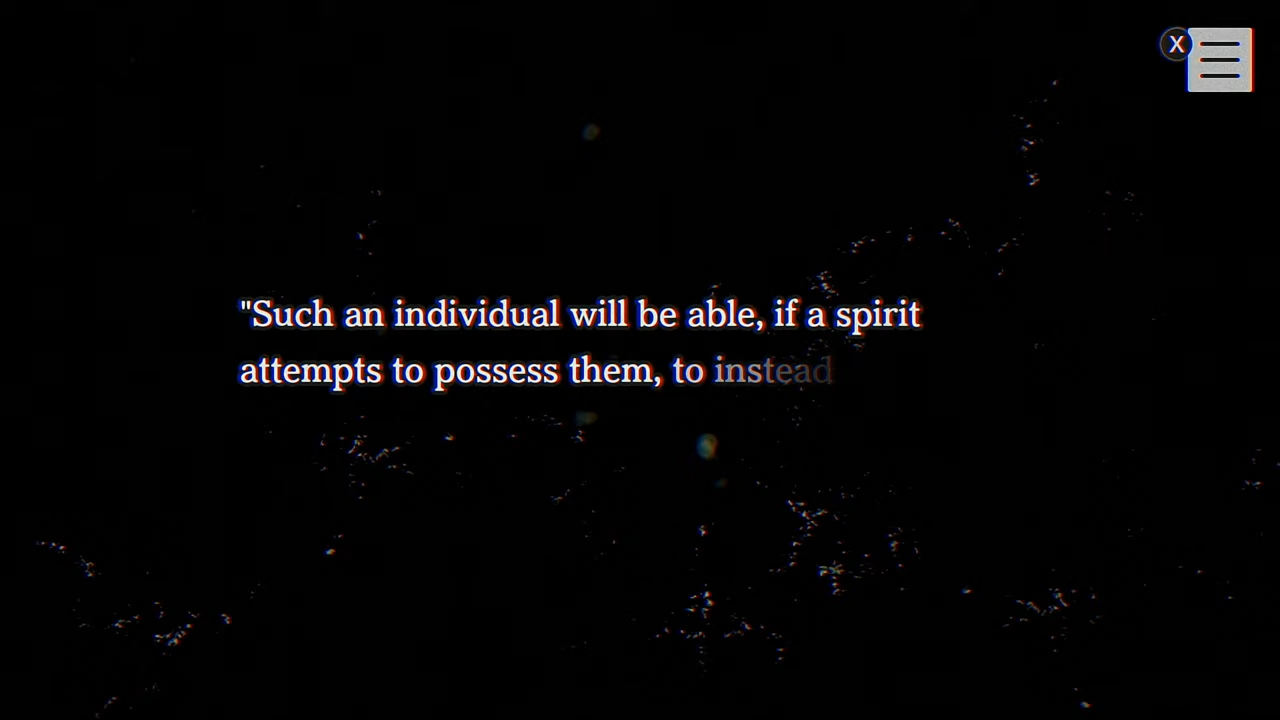 X
"Such an individual will be able, if a spirit
attempts to possess them, to instead